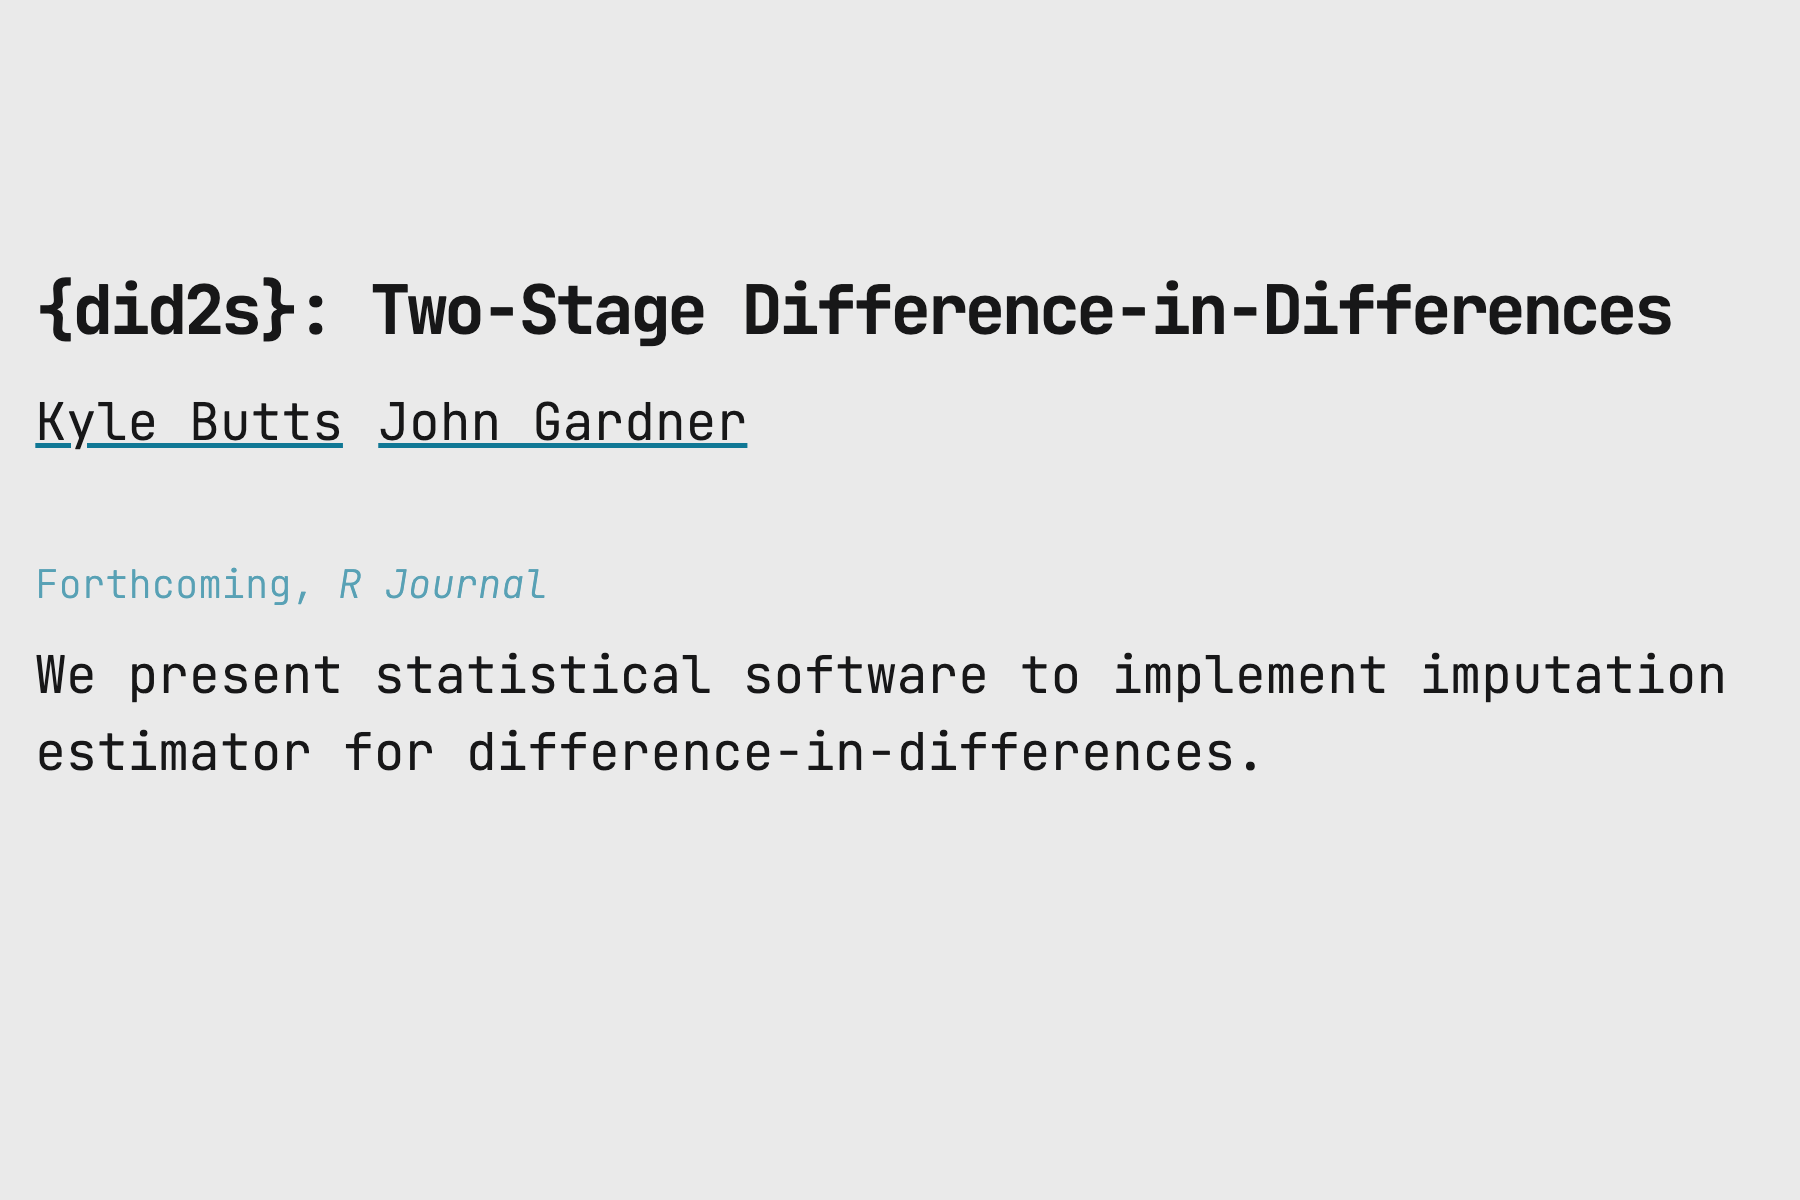 {did2s}: Two-Stage Difference-in-Differences
Kyle Butts John Gardner
Forthcoming, R Journal
We present statistical software to implement imputation
estimator for difference-in-differences.